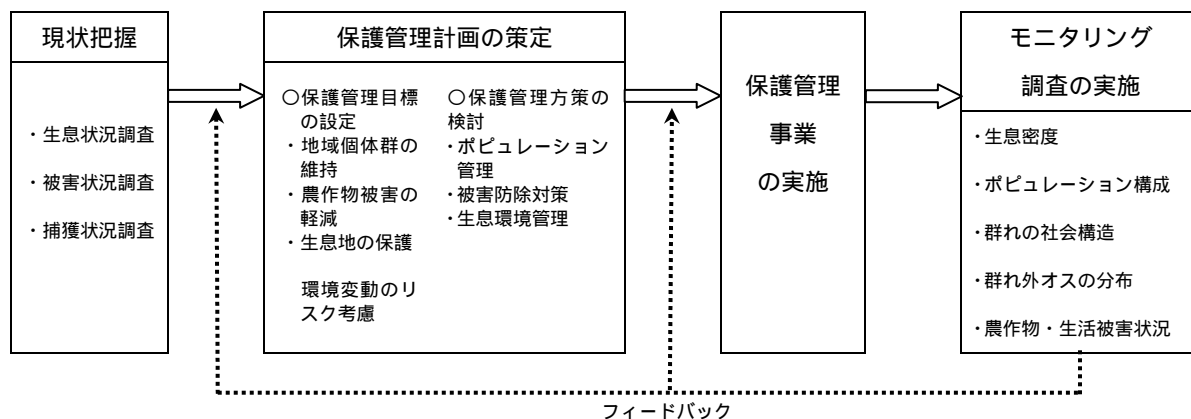 現状把握
・生息状況調査
・被害状況調査
・捕獲状況調査
保護管理計画の策定
〇保護管理目標
の設定
・地域個体群の
維持
・農作物被害の
軽減
・生息地の保護
環境変動のリ
スク考慮
〇保護管理方策の
検討
・ポピュレーション
管理
・被害防除対策
・生息環境管理
保護管理
事業
の実施
モニタリング
調査の実施
・生息密度
・ポピュレーション構成
・群れの社会構造
・群れ外オスの分布
・農作物・生活被害状況
フィードバック